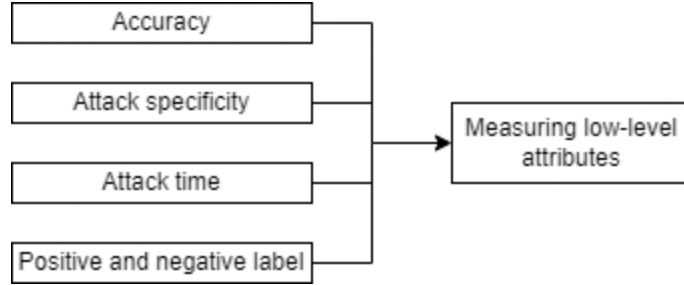 Accuracy
Attack specificity
Attack time
Positive and negative label
Measuring low-level
attributes